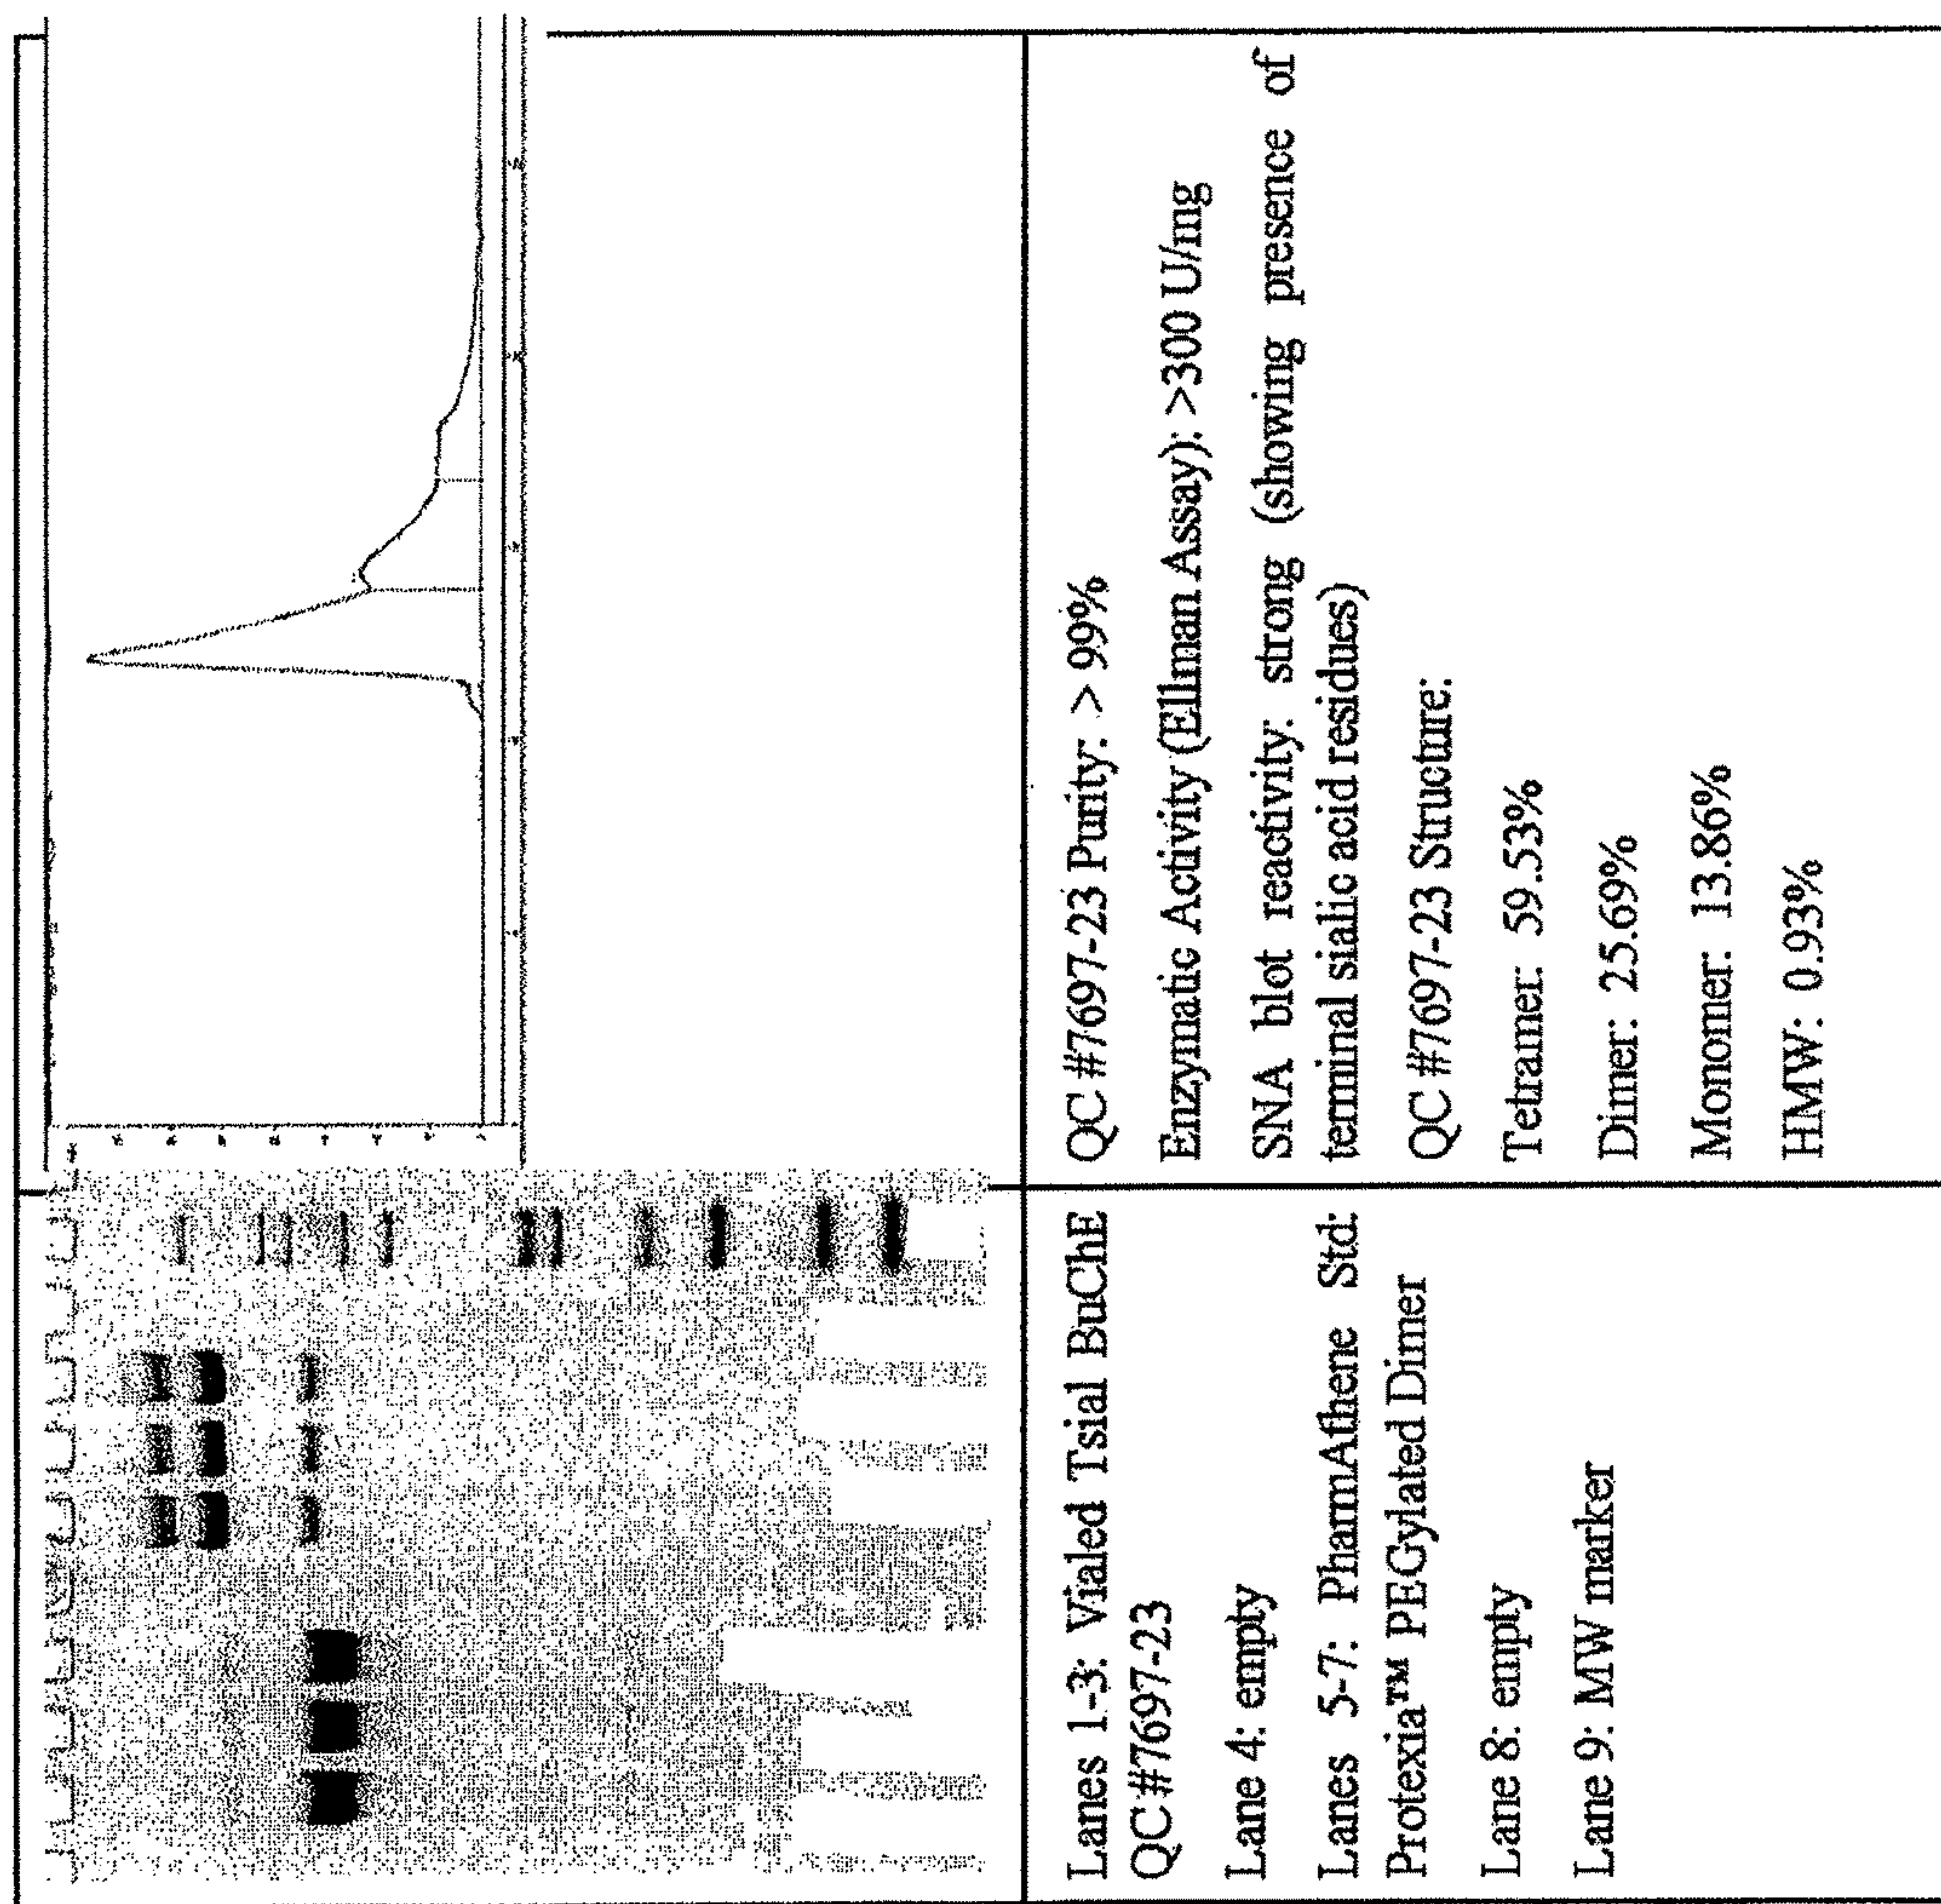 Lanes 1-3: Vialed Tsial BuChE
QC#7697-23
Lane 4: empty
Lanes 5-7: PharmAthene Std:
Protexia™ PEGylated Dimer
Lane 8: empty
Lane 9: MW marker
QC #7697-23 Purity: > 99%
Enzymatic Activity (Ellman Assay): >300 U/mg
SNA blot reactivity: strong (showing presence of
terminal sialic acid residues)
QC #7697-23 Structure:
Tetramer: 59.53%
Dimer: 25.69%
Monomer: 13.86%
HMW: 0.93%